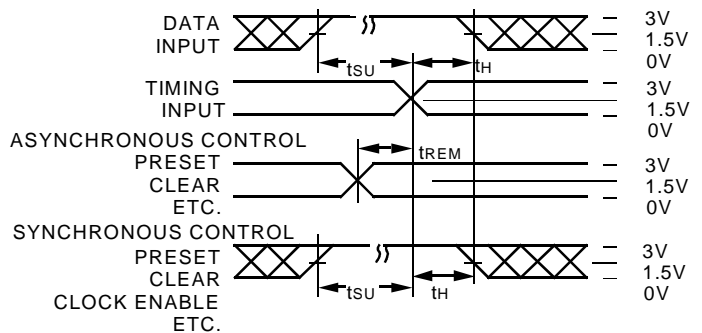 DATA
INPUT
3V
1.5V
0V
tSU
tH
TIMING
INPUT
3V
1.5V
0V
ASYNCHRONOUS CONTROL
PRESET
CLEAR
ETC.
tREM
3V
1.5V
0V
SYNCHRONOUS CONTROL
PRESET
CLEAR
CLOCK ENABLE
ETC.
tSU
tH
3V
1.5V
0V